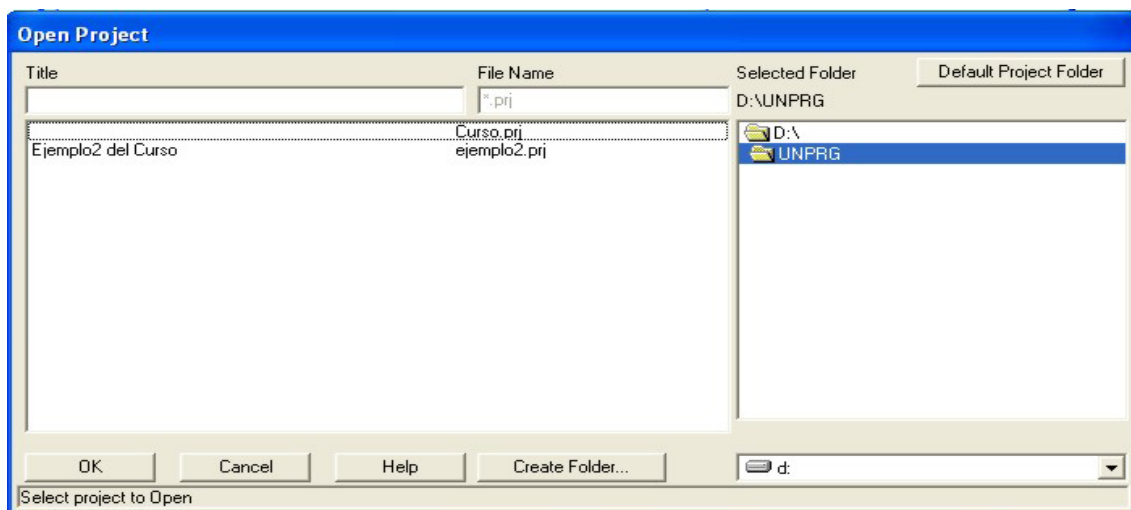 Open Project
Title File Name Selected Folder Default Project Folder
*.prj D:\UNPRG
Curso.prj D:\
Ejemplo2 del Curso ejemplo2.prj UNPRG
OK Cancel Help Create Folder... d:
Select project to Open